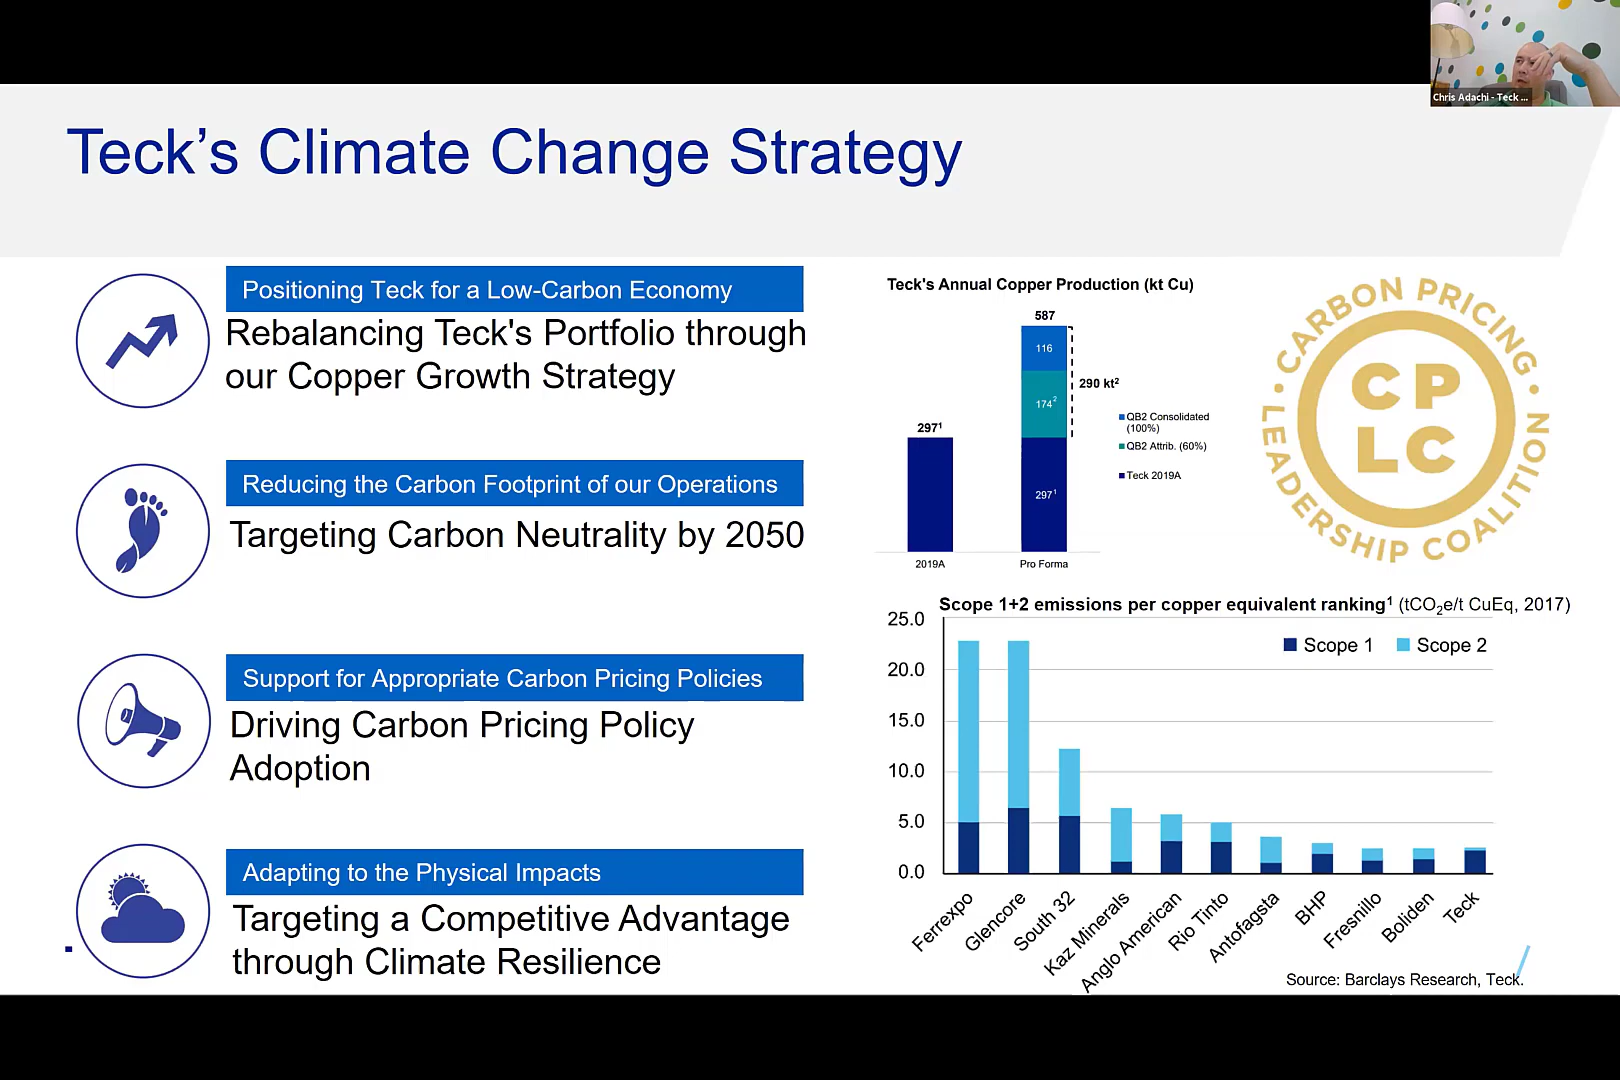 Chris Adachi - Teck ...
Teck's Climate Change Strategy
Positioning Teck for a Low-Carbon Economy
Rebalancing Teck's Portfolio through
our Copper Growth Strategy
Reducing the Carbon Footprint of our Operations
Targeting Carbon Neutrality by 2050
Support for Appropriate Carbon Pricing Policies
Driving Carbon Pricing Policy
Adoption
Adapting to the Physical Impacts
Targeting a Competitive Advantage
through Climate Resilience
Teck's Annual Copper Production (kt Cu)
587
116
174²
290 kt²
297¹
297¹
QB2 Consolidated
(100%)
QB2 Attrib. (60%)
Teck 2019A
2019A
Pro Forma
• CARBON PRICING •
LEADERSHIP COALITION
CP
LC
Scope 1+2 emissions per copper equivalent ranking¹ (tCO₂e/t CuEq, 2017)
Scope 1
Scope 2
25.0
20.0
15.0
10.0
5.0
0.0
Ferrexpo
Glencore
South 32
Kaz Minerals
Anglo American
Rio Tinto
Antofagsta
BHP
Fresnillo
Boliden
Teck
Source: Barclays Research, Teck.